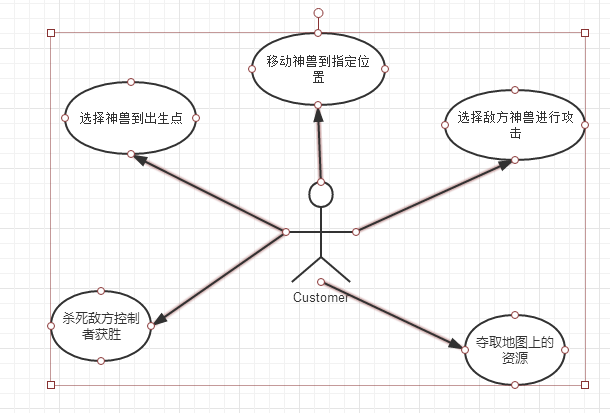 移动神兽到指定位
置
选择神兽到出生点
选择敌方神兽进行攻
击
Customer
杀死敌方控制
者获胜
夺取地图上的
资源